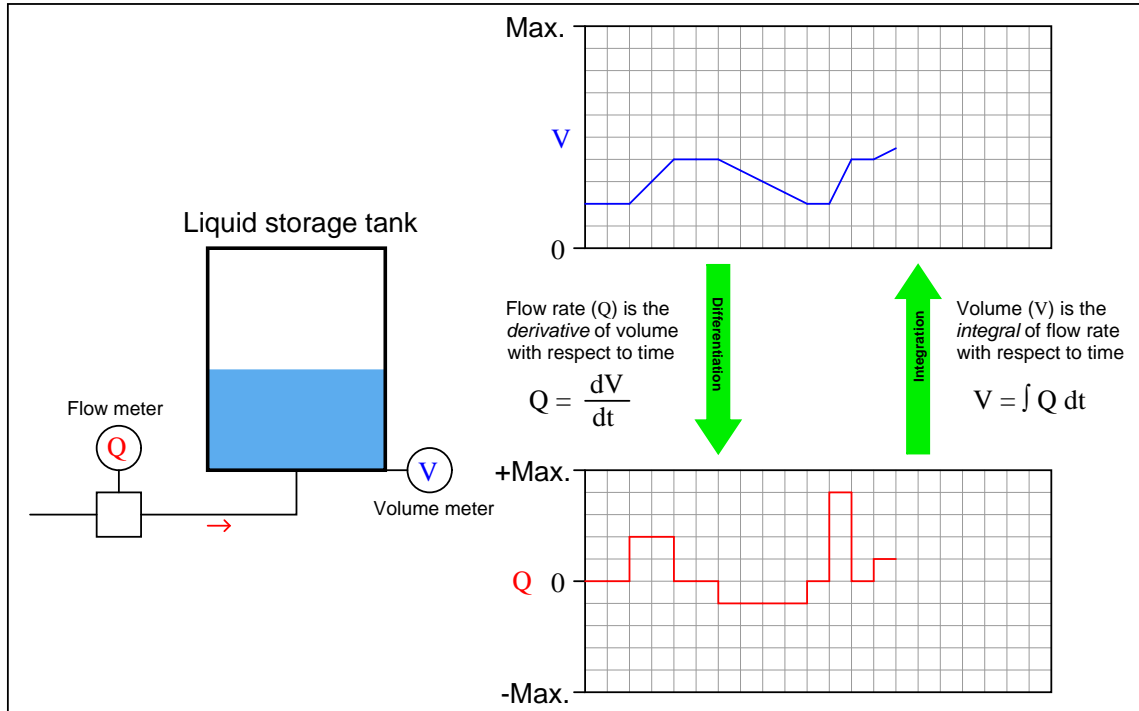 Max.
V
0
Liquid storage tank
Flow meter
Q
V
Volume meter
Flow rate (Q) is the
derivative of volume
with respect to time
Q = dV
dt
Differentiation
Integration
Volume (V) is the
integral of flow rate
with respect to time
V = ∫ Q dt
+Max.
Q 0
-Max.